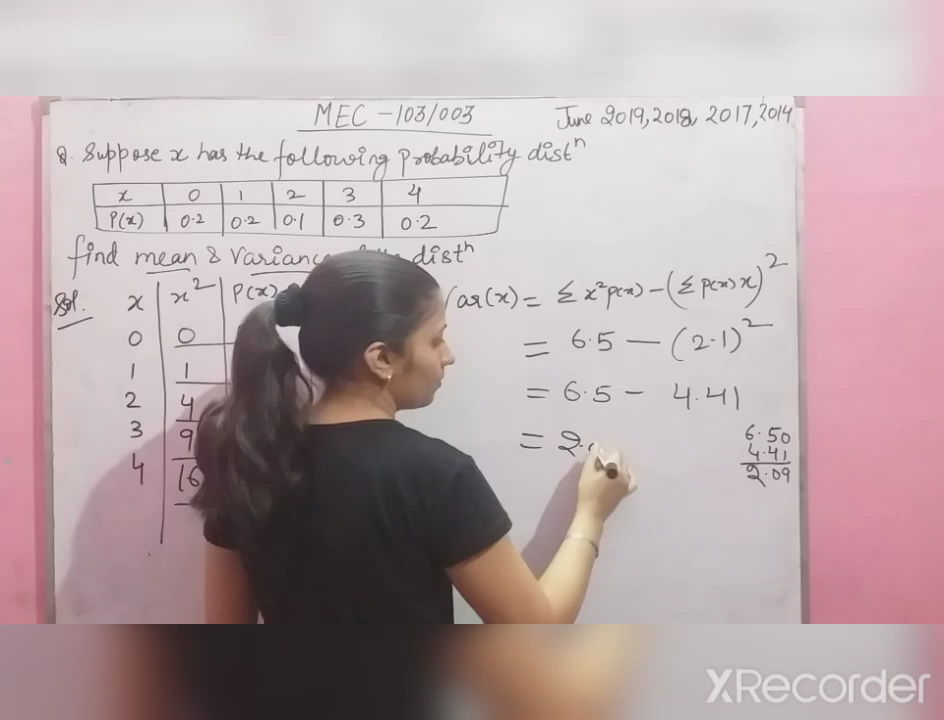 MEC - 103/003 June 2019, 2018, 2017, 2014
Q. Suppose x has the following Probability distⁿ
x 0 1 2 3 4
P(x) 0.2 0.2 0.1 0.3 0.2
find mean & Varianc distⁿ
Sol. x x² P(x) Var(x) = Σ x²p(x) - (Σ p(x) x)²
0 0 = 6.5 - (2.1)²
1 1
2 4 = 6.5 - 4.41
3 9 = 2.
4 16
6.50
4.41
2.09
XRecorder